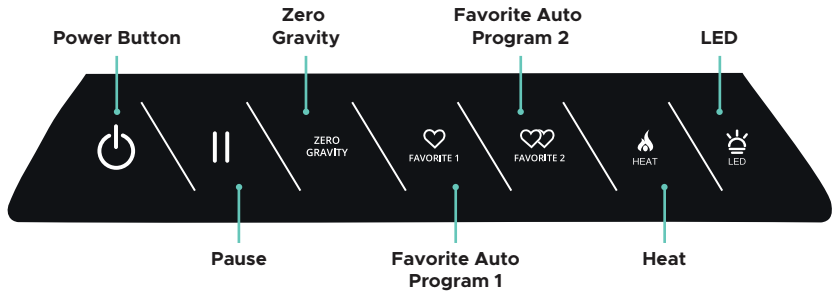 Zero
Gravity
Favorite Auto
Program 2
Power Button
LED
ZERO
GRAVITY
FAVORITE 1
FAVORITE 2
HEAT
LED
Pause
Favorite Auto
Program 1
Heat